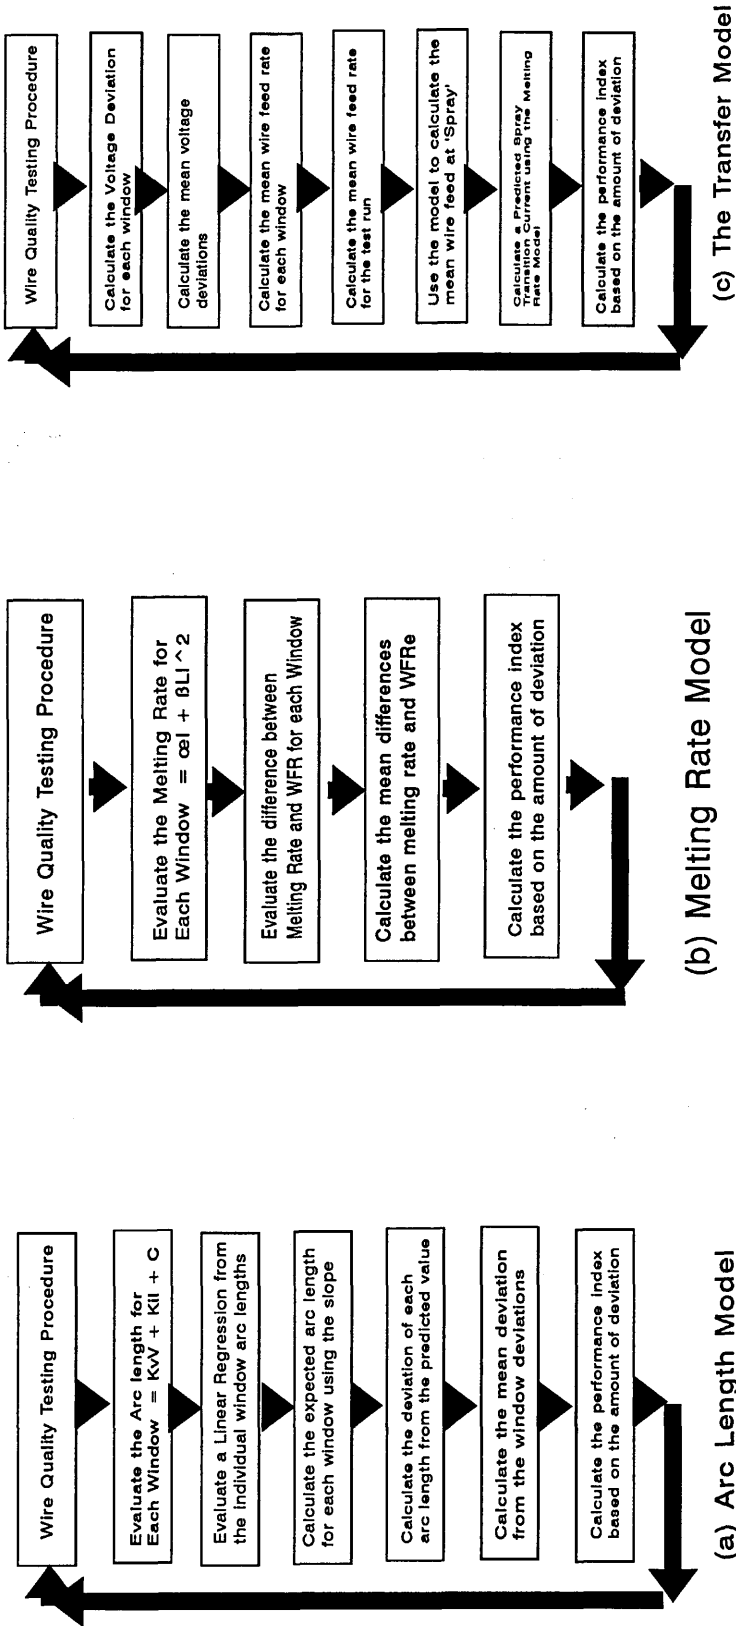 Wire Quality Testing Procedure
Evaluate the Arc length for
Each Window = KvV + KiI + C
Evaluate a Linear Regression from
the individual window arc lengths
Calculate the expected arc length
for each window using the slope
Calculate the deviation of each
arc length from the predicted value
Calculate the mean deviation
from the window deviations
Calculate the performance index
based on the amount of deviation
(a) Arc Length Model
Wire Quality Testing Procedure
Evaluate the Melting Rate for
Each Window = œI + ßLI^2
Evaluate the difference between
Melting Rate and WFR for each Window
Calculate the mean differences
between melting rate and WFRe
Calculate the performance index
based on the amount of deviation
(b) Melting Rate Model
Wire Quality Testing Procedure
Calculate the Voltage Deviation
for each window
Calculate the mean voltage
deviations
Calculate the mean wire feed rate
for each window
Calculate the mean wire feed rate
for the test run
Use the model to calculate the
mean wire feed at 'Spray'
Calculate a Predicted Spray
Transition Current using the Melting
Rate Model
Calculate the performance index
based on the amount of deviation
(c) The Transfer Model